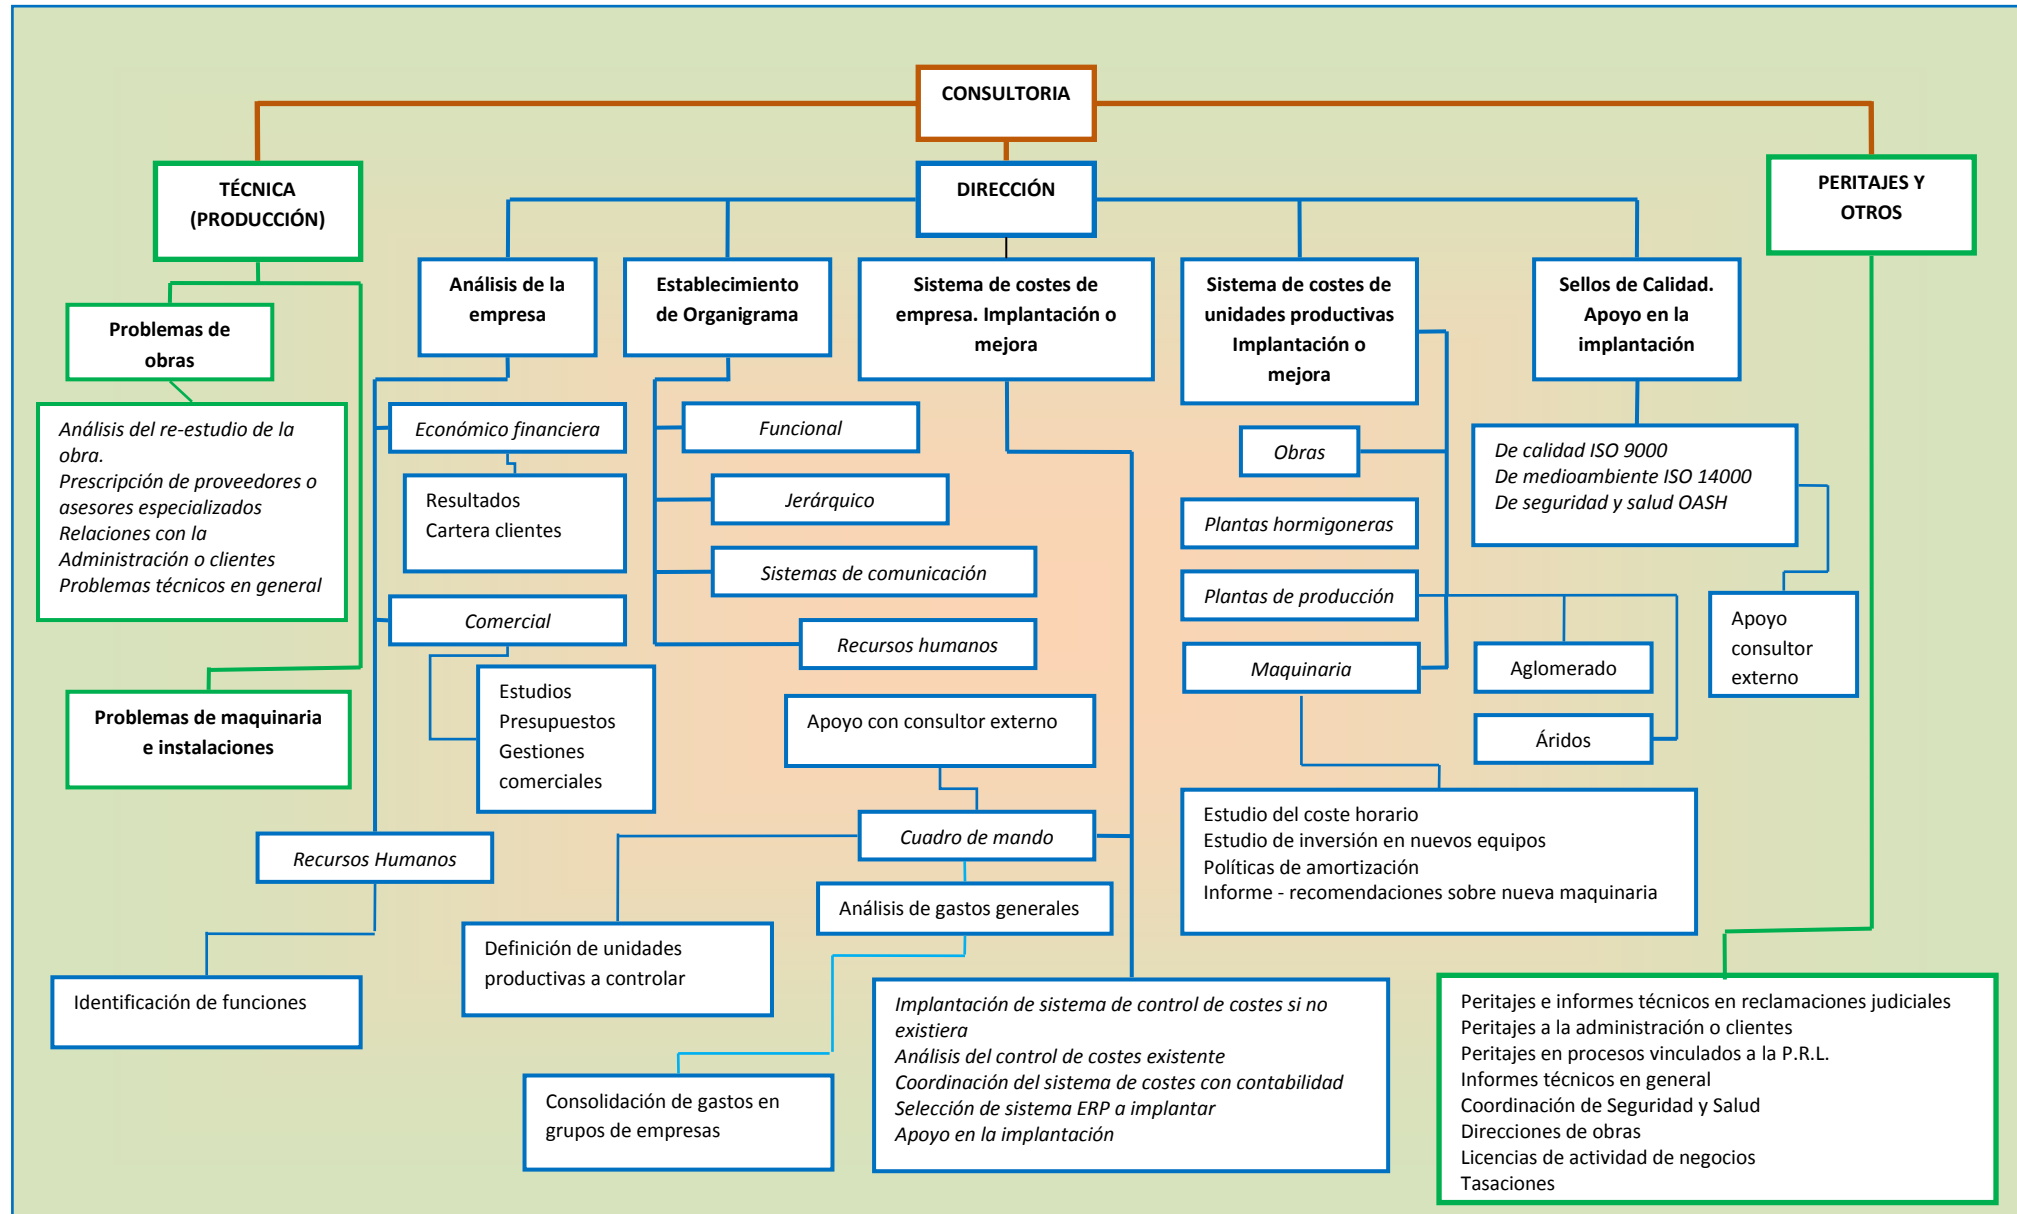 CONSULTORIA
TÉCNICA
(PRODUCCIÓN)
DIRECCIÓN
PERITAJES Y
OTROS
Análisis de la
empresa
Establecimiento
de Organigrama
Sistema de costes de
empresa. Implantación o
mejora
Sistema de costes de
unidades productivas
Implantación o
mejora
Sellos de Calidad.
Apoyo en la
implantación
Problemas de
obras
Análisis del re-estudio de la
obra.
Prescripción de proveedores o
asesores especializados
Relaciones con la
Administración o clientes
Problemas técnicos en general
Problemas de maquinaria
e instalaciones
Económico financiera
Resultados
Cartera clientes
Comercial
Estudios
Presupuestos
Gestiones
comerciales
Recursos Humanos
Identificación de funciones
Funcional
Jerárquico
Sistemas de comunicación
Recursos humanos
Apoyo con consultor externo
Cuadro de mando
Análisis de gastos generales
Definición de unidades
productivas a controlar
Consolidación de gastos en
grupos de empresas
Implantación de sistema de control de costes si no
existiera
Análisis del control de costes existente
Coordinación del sistema de costes con contabilidad
Selección de sistema ERP a implantar
Apoyo en la implantación
Obras
Plantas hormigoneras
Plantas de producción
Maquinaria
Aglomerado
Áridos
Estudio del coste horario
Estudio de inversión en nuevos equipos
Políticas de amortización
Informe - recomendaciones sobre nueva maquinaria
De calidad ISO 9000
De medioambiente ISO 14000
De seguridad y salud OASH
Apoyo
consultor
externo
Peritajes e informes técnicos en reclamaciones judiciales
Peritajes a la administración o clientes
Peritajes en procesos vinculados a la P.R.L.
Informes técnicos en general
Coordinación de Seguridad y Salud
Direcciones de obras
Licencias de actividad de negocios
Tasaciones